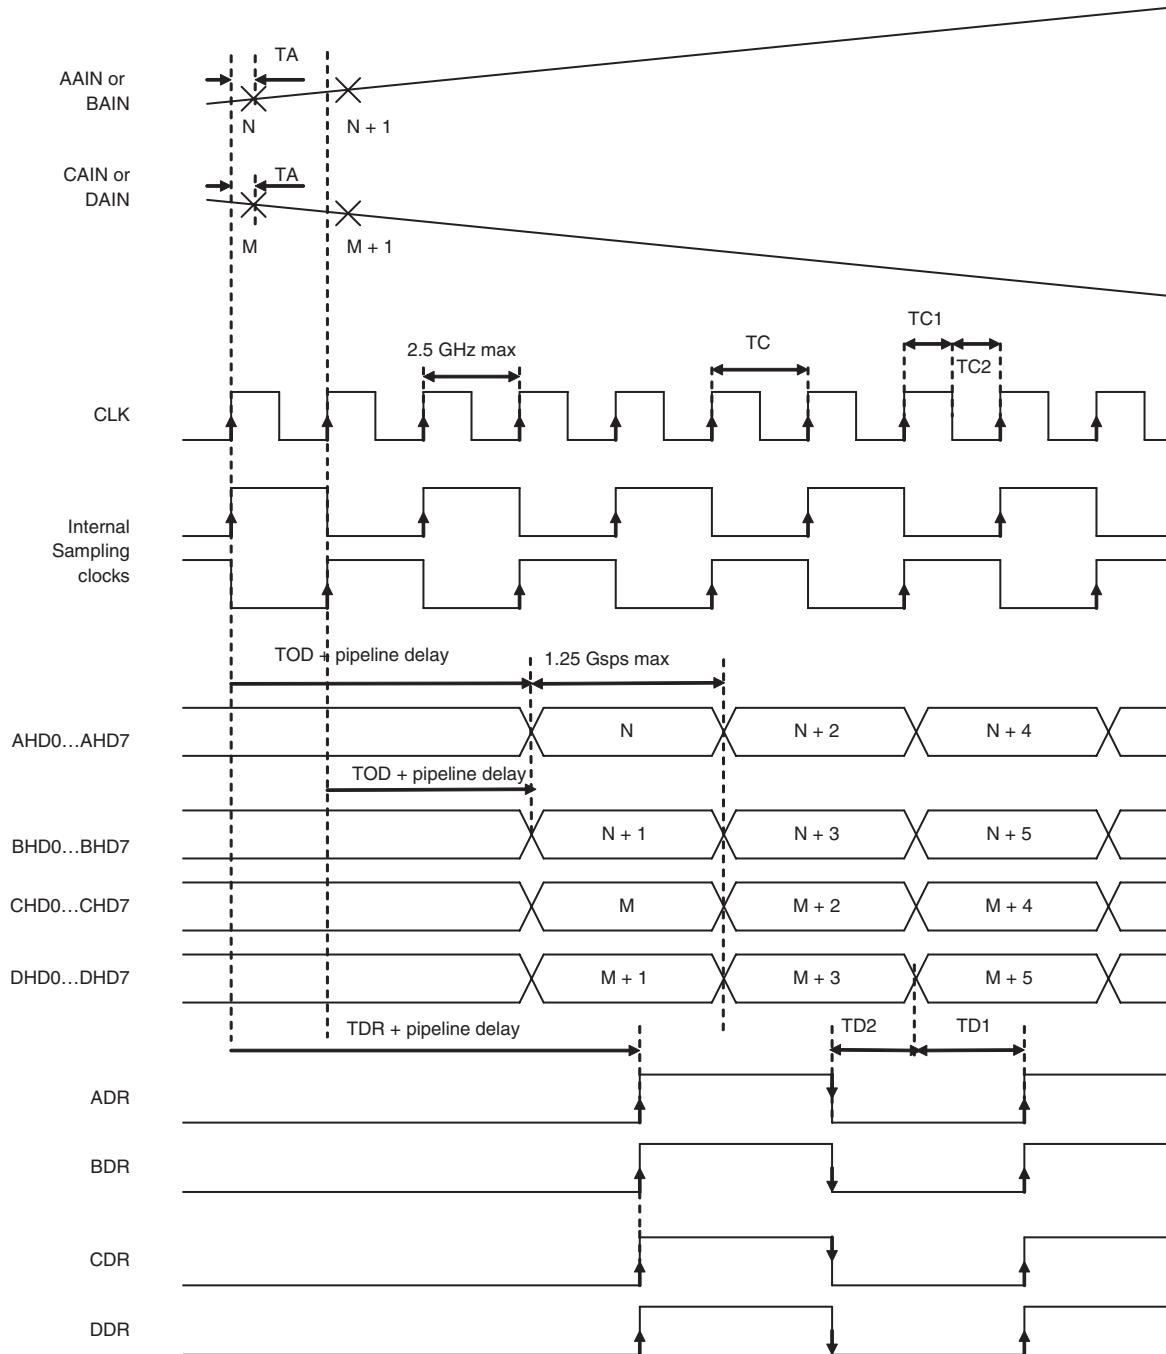 TA
AAIN or
BAIN
N
N + 1
CAIN or
DAIN
TA
M
M + 1
TC1
2.5 GHz max
TC
TC2
CLK
Internal
Sampling
clocks
TOD + pipeline delay
1.25 Gsps max
AHD0…AHD7
N
N + 2
N + 4
TOD + pipeline delay
BHD0…BHD7
N + 1
N + 3
N + 5
CHD0…CHD7
M
M + 2
M + 4
DHD0…DHD7
M + 1
M + 3
M + 5
TDR + pipeline delay
TD2
TD1
ADR
BDR
CDR
DDR